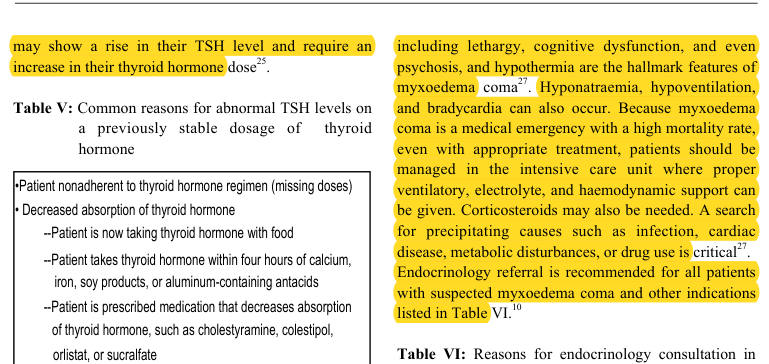 may show a rise in their TSH level and require an
increase in their thyroid hormone dose25.
Table V: Common reasons for abnormal TSH levels on
a previously stable dosage of thyroid
hormone
•Patient nonadherent to thyroid hormone regimen (missing doses)
• Decreased absorption of thyroid hormone
--Patient is now taking thyroid hormone with food
--Patient takes thyroid hormone within four hours of calcium,
iron, soy products, or aluminum-containing antacids
--Patient is prescribed medication that decreases absorption
of thyroid hormone, such as cholestyramine, colestipol,
orlistat, or sucralfate
including lethargy, cognitive dysfunction, and even
psychosis, and hypothermia are the hallmark features of
myxoedema coma27. Hyponatraemia, hypoventilation,
and bradycardia can also occur. Because myxoedema
coma is a medical emergency with a high mortality rate,
even with appropriate treatment, patients should be
managed in the intensive care unit where proper
ventilatory, electrolyte, and haemodynamic support can
be given. Corticosteroids may also be needed. A search
for precipitating causes such as infection, cardiac
disease, metabolic disturbances, or drug use is critical27.
Endocrinology referral is recommended for all patients
with suspected myxoedema coma and other indications
listed in Table VI.10
Table VI: Reasons for endocrinology consultation in